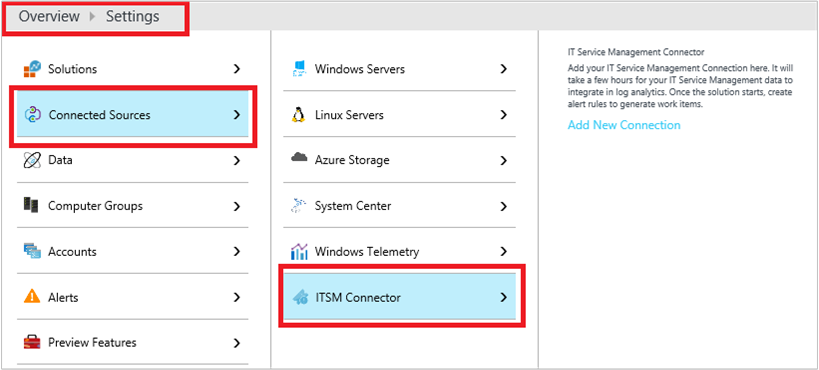 Overview Settings
Solutions
Connected Sources
Data
Computer Groups
Accounts
Alerts
Preview Features
Windows Servers
Linux Servers
Azure Storage
System Center
Windows Telemetry
ITSM Connector
IT Service Management Connector
Add your IT Service Management Connection here. It will
take a few hours for your IT Service Management data to
integrate in log analytics. Once the solution starts, create
alert rules to generate work items.
Add New Connection